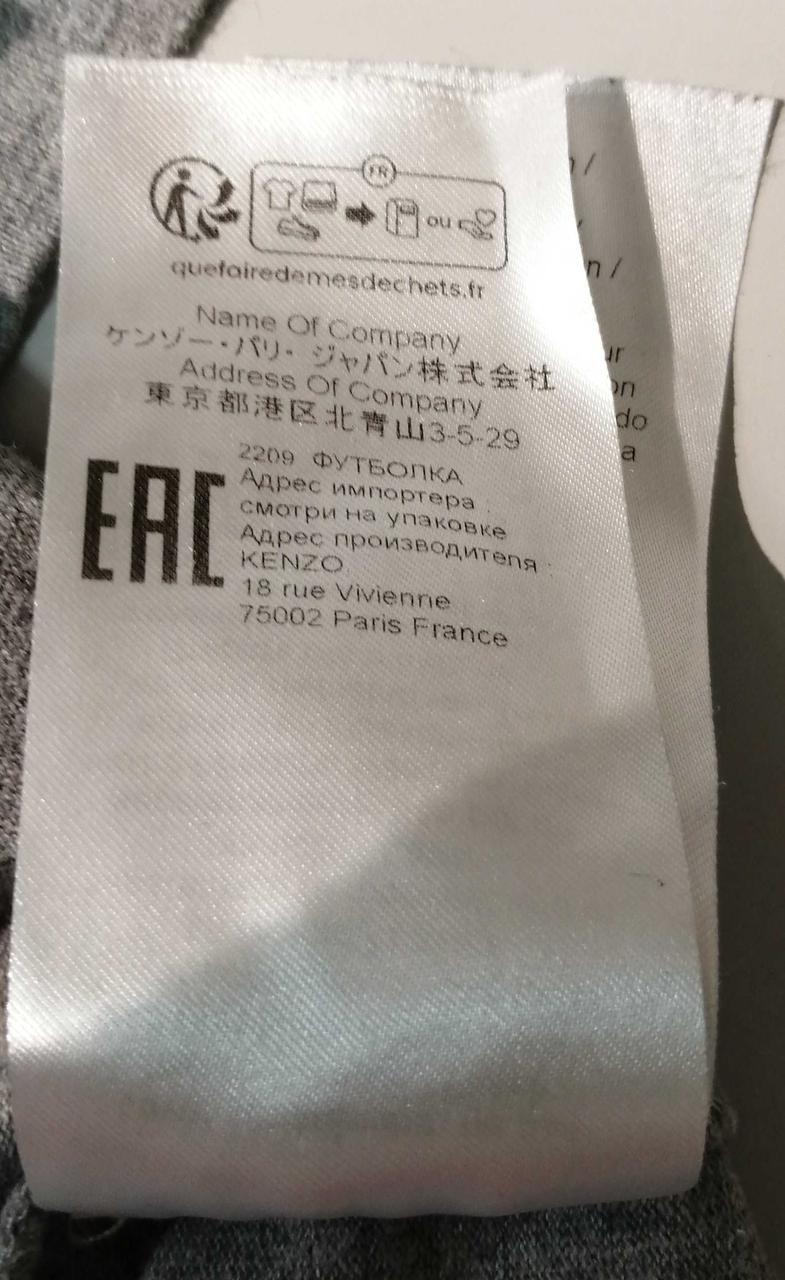 FR
ou
quefairedemesdechets.fr
Name Of Company
ケンゾー・パリ・ジャパン株式会社
Address Of Company
東京都港区北青山3-5-29
EAC
2209 ФУТБОЛКА
Адрес импортера :
смотри на упаковке
Адрес производителя :
KENZO
18 rue Vivienne
75002 Paris France